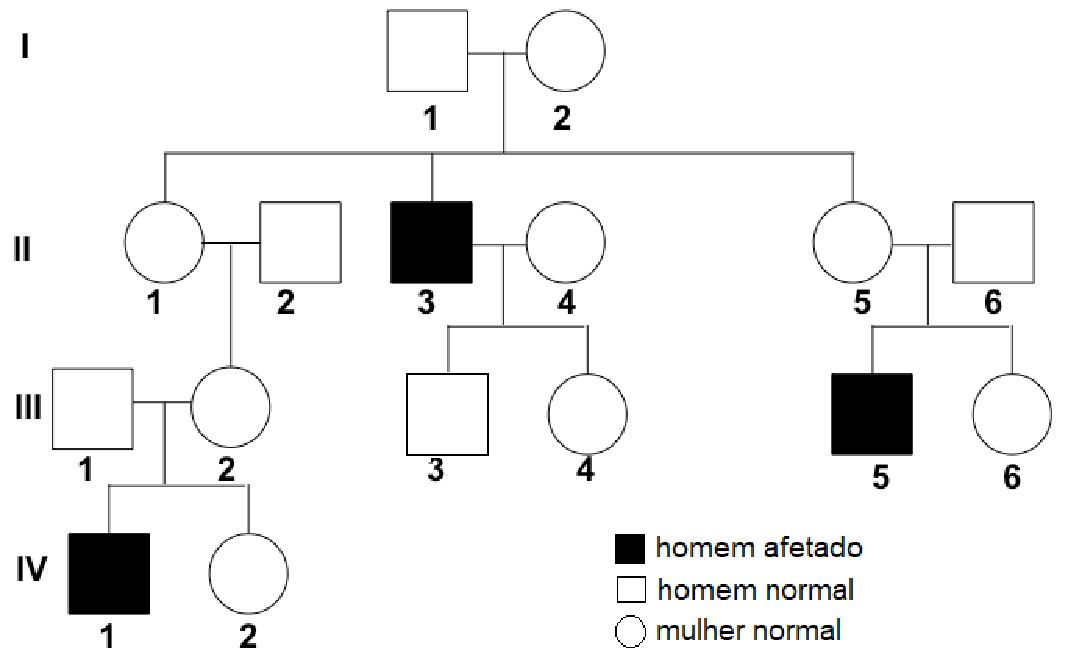 I
1 2
II
1 2 3 4 5 6
III
1 2 3 4 5 6
homem afetado
IV
homem normal
1 2
mulher normal